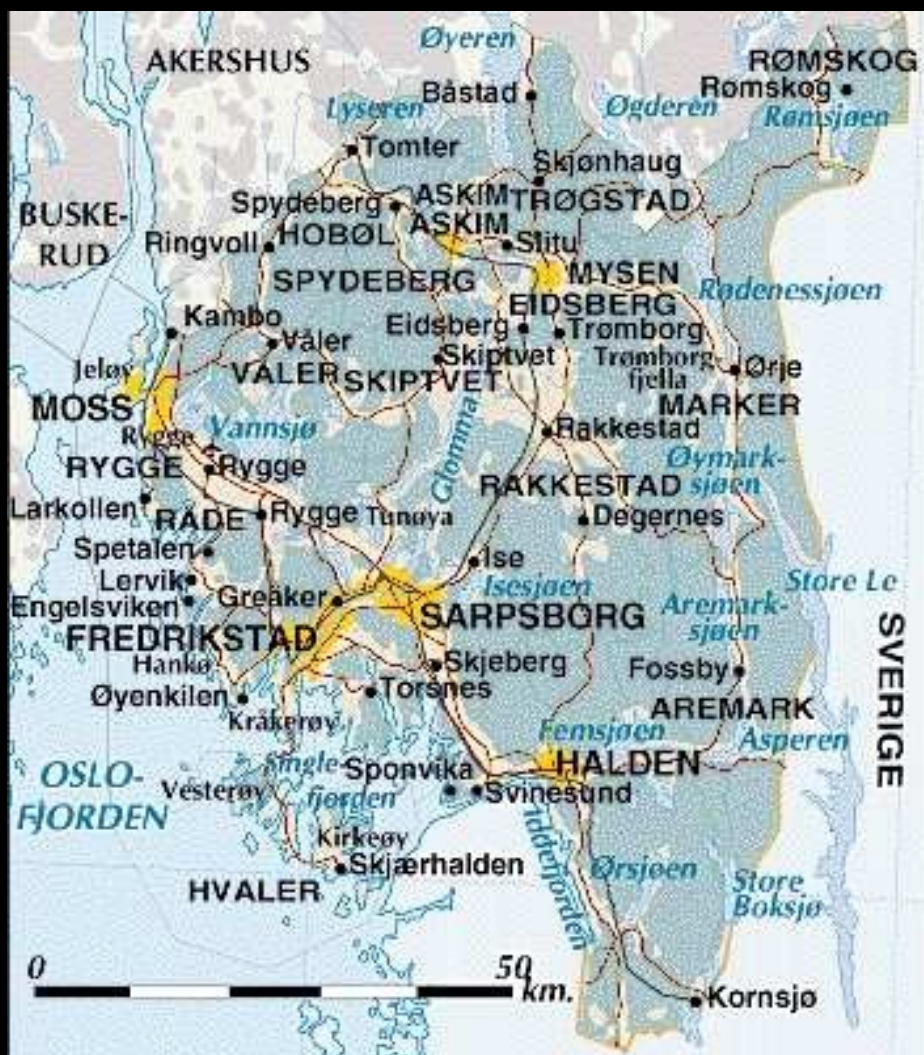 Øyeren
AKERSHUS
RØMSKOG
Rømskog
Båstad
Lyseren
Øgderen
Rømsjøen
Tomter
Skjønhaug
ASKIM
TRØGSTAD
Spydeberg
BUSKE-
RUD
Ringvoll
HOBØL
ASKIM
Slitu
SPYDEBERG
MYSEN
Rødenessjøen
EIDSBERG
Kambo
Eidsberg
Trømborg
Våler
Skiptvet
Trømborg
fjella
Ørje
Jeløy
VÅLER
SKIPTVET
MARKER
MOSS
Rygge
Vannsjø
Glomma
Rakkestad
RYGGE
Rygge
Øymark-
sjøen
RAKKESTAD
Larkollen
RÅDE
Rygge
Tunøya
Degernes
Spetalen
Ise
Lervik
Isesjøen
Store Le
Engelsviken
Greåker
SARPSBORG
Aremark-
sjøen
FREDRIKSTAD
SVERIGE
Hankø
Skjeberg
Fossby
Øyenkilen
Torsnes
AREMARK
Kråkerøy
Femsjøen
Asperen
HALDEN
OSLO-
FJORDEN
Single-
fjorden
Sponvika
Vesterøy
Svinesund
Iddefjorden
Kirkeøy
Skjærhalden
Ørsjøen
HVALER
Store
Boksjø
0
50
km.
Kornsjø